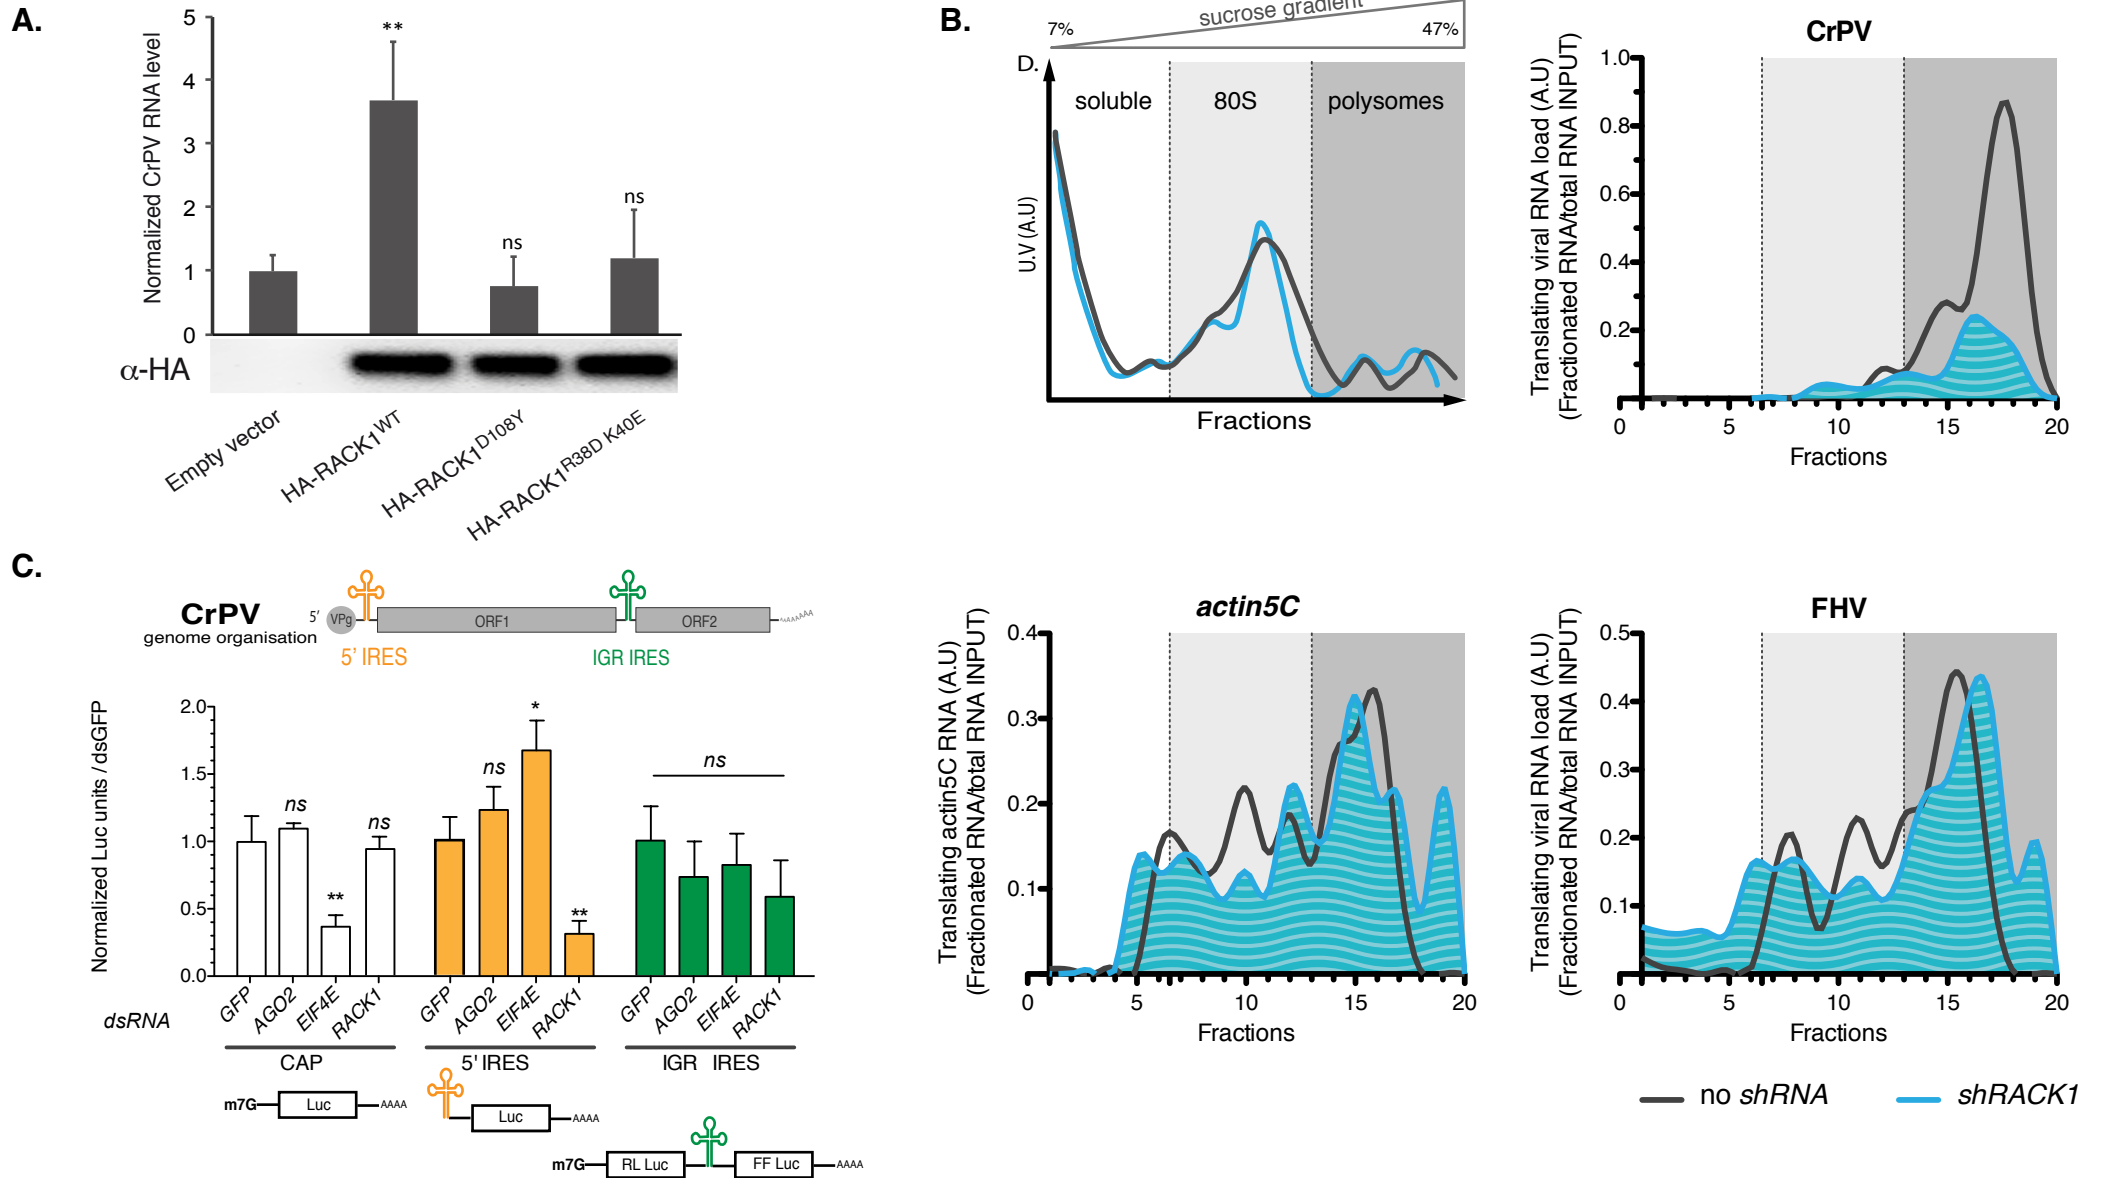 A.
Normalized CrPV RNA level
5
4
3
2
1
0
**
ns
ns
α-HA
Empty vector
HA-RACK1WT
HA-RACK1D108Y
HA-RACK1R38D K40E
B.
7%
sucrose gradient
47%
D.
soluble
80S
polysomes
U.V (A.U)
Fractions
CrPV
Translating viral RNA load (A.U)
(Fractionated RNA/total RNA INPUT)
1.0
0.8
0.6
0.4
0.2
0 5 10 15 20
Fractions
C.
CrPV
genome organisation
5'
VPg
ORF1
ORF2
AAAAAAA
5' IRES
IGR IRES
Normalized Luc units / dsGFP
2.0
1.5
1.0
0.5
0.0
ns
**
ns
ns
*
**
ns
dsRNA
GFP AGO2 EIF4E RACK1
GFP AGO2 EIF4E RACK1
GFP AGO2 EIF4E RACK1
CAP
5' IRES
IGR IRES
m7G Luc AAAA
Luc AAAA
m7G RL Luc FF Luc AAAA
actin5C
Translating actin5C RNA (A.U)
(Fractionated RNA/total RNA INPUT)
0.4
0.3
0.2
0.1
0 5 10 15 20
Fractions
FHV
Translating viral RNA load (A.U)
(Fractionated RNA/total RNA INPUT)
0.5
0.4
0.3
0.2
0.1
0 5 10 15 20
Fractions
no shRNA
shRACK1